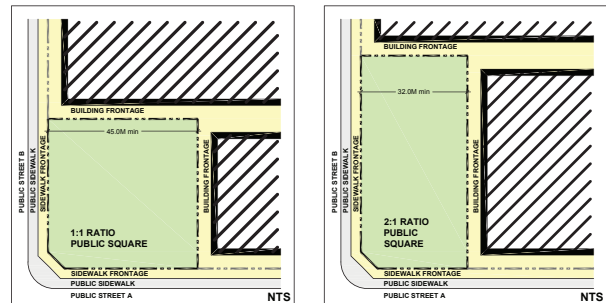 BUILDING FRONTAGE
45.0M min
PUBLIC STREET B
PUBLIC SIDEWALK
SIDEWALK FRONTAGE
BUILDING FRONTAGE
1:1 RATIO
PUBLIC SQUARE
SIDEWALK FRONTAGE
PUBLIC SIDEWALK
PUBLIC STREET A
NTS
BUILDING FRONTAGE
32.0M min
PUBLIC STREET B
PUBLIC SIDEWALK
SIDEWALK FRONTAGE
BUILDING FRONTAGE
2:1 RATIO
PUBLIC
SQUARE
SIDEWALK FRONTAGE
PUBLIC SIDEWALK
PUBLIC STREET A
NTS